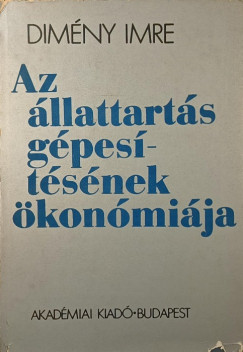 DIMÉNY IMRE
Az
állattartás
gépesí-
tésének
ökonómiája
AKADÉMIAI KIADÓ•BUDAPEST